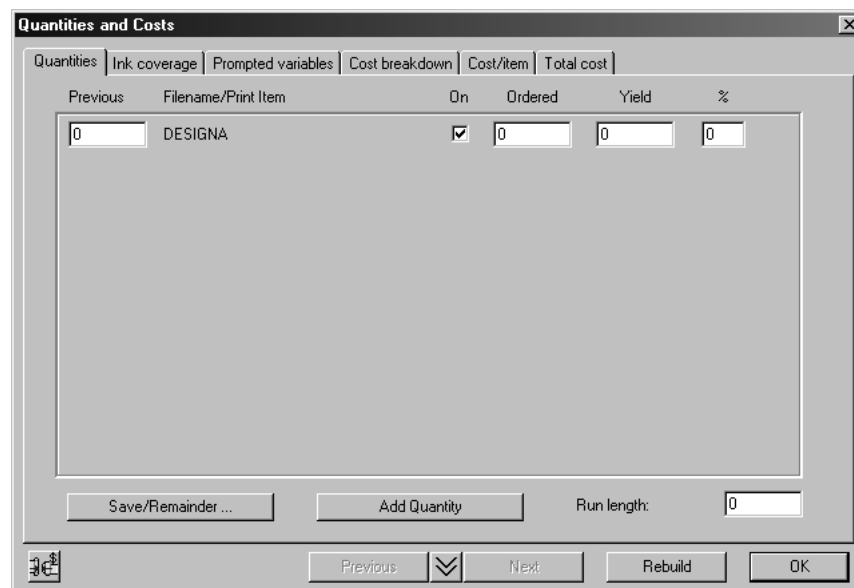 Quantities and Costs
Quantities Ink coverage Prompted variables Cost breakdown Cost/item Total cost
Previous Filename/Print Item On Ordered Yield %
0 DESIGNA 0 0 0
Save/Remainder ... Add Quantity Run length: 0
Previous Next Rebuild OK